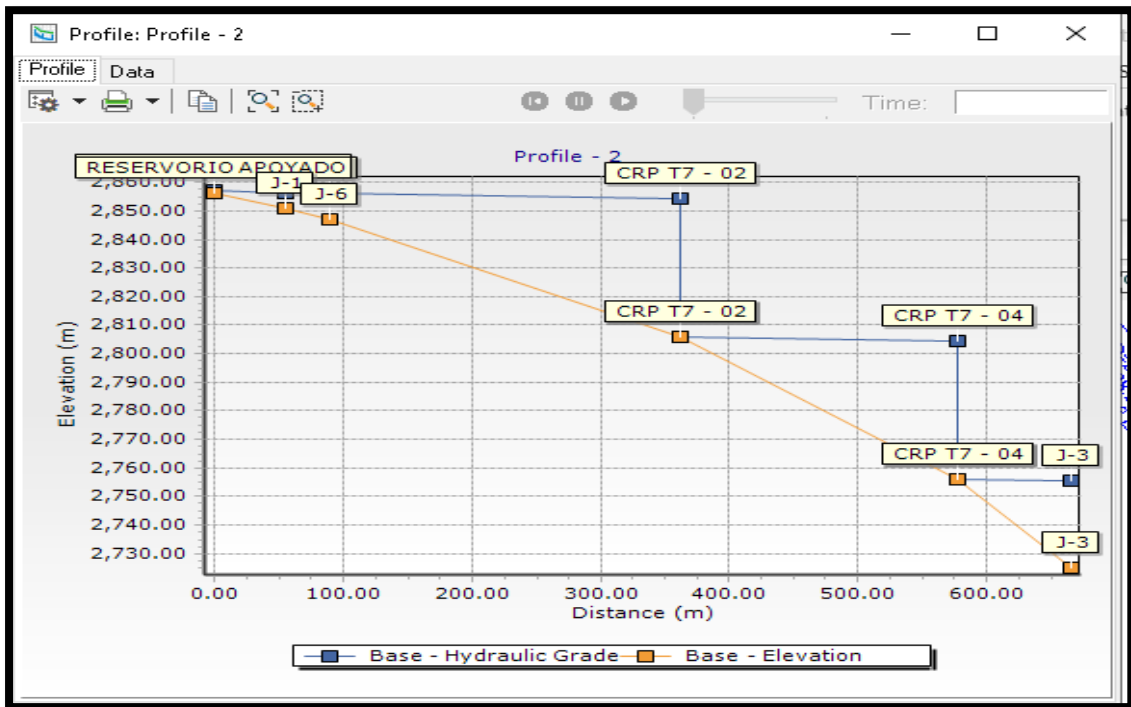 Profile: Profile - 2
Profile Data
Time:
Profile - 2
RESERVORIO APOYADO
J-1
J-6
CRP T7 - 02
CRP T7 - 02
CRP T7 - 04
CRP T7 - 04
J-3
J-3
Elevation (m)
2,860.00
2,850.00
2,840.00
2,830.00
2,820.00
2,810.00
2,800.00
2,790.00
2,780.00
2,770.00
2,760.00
2,750.00
2,740.00
2,730.00
0.00 100.00 200.00 300.00 400.00 500.00 600.00
Distance (m)
Base - Hydraulic Grade Base - Elevation